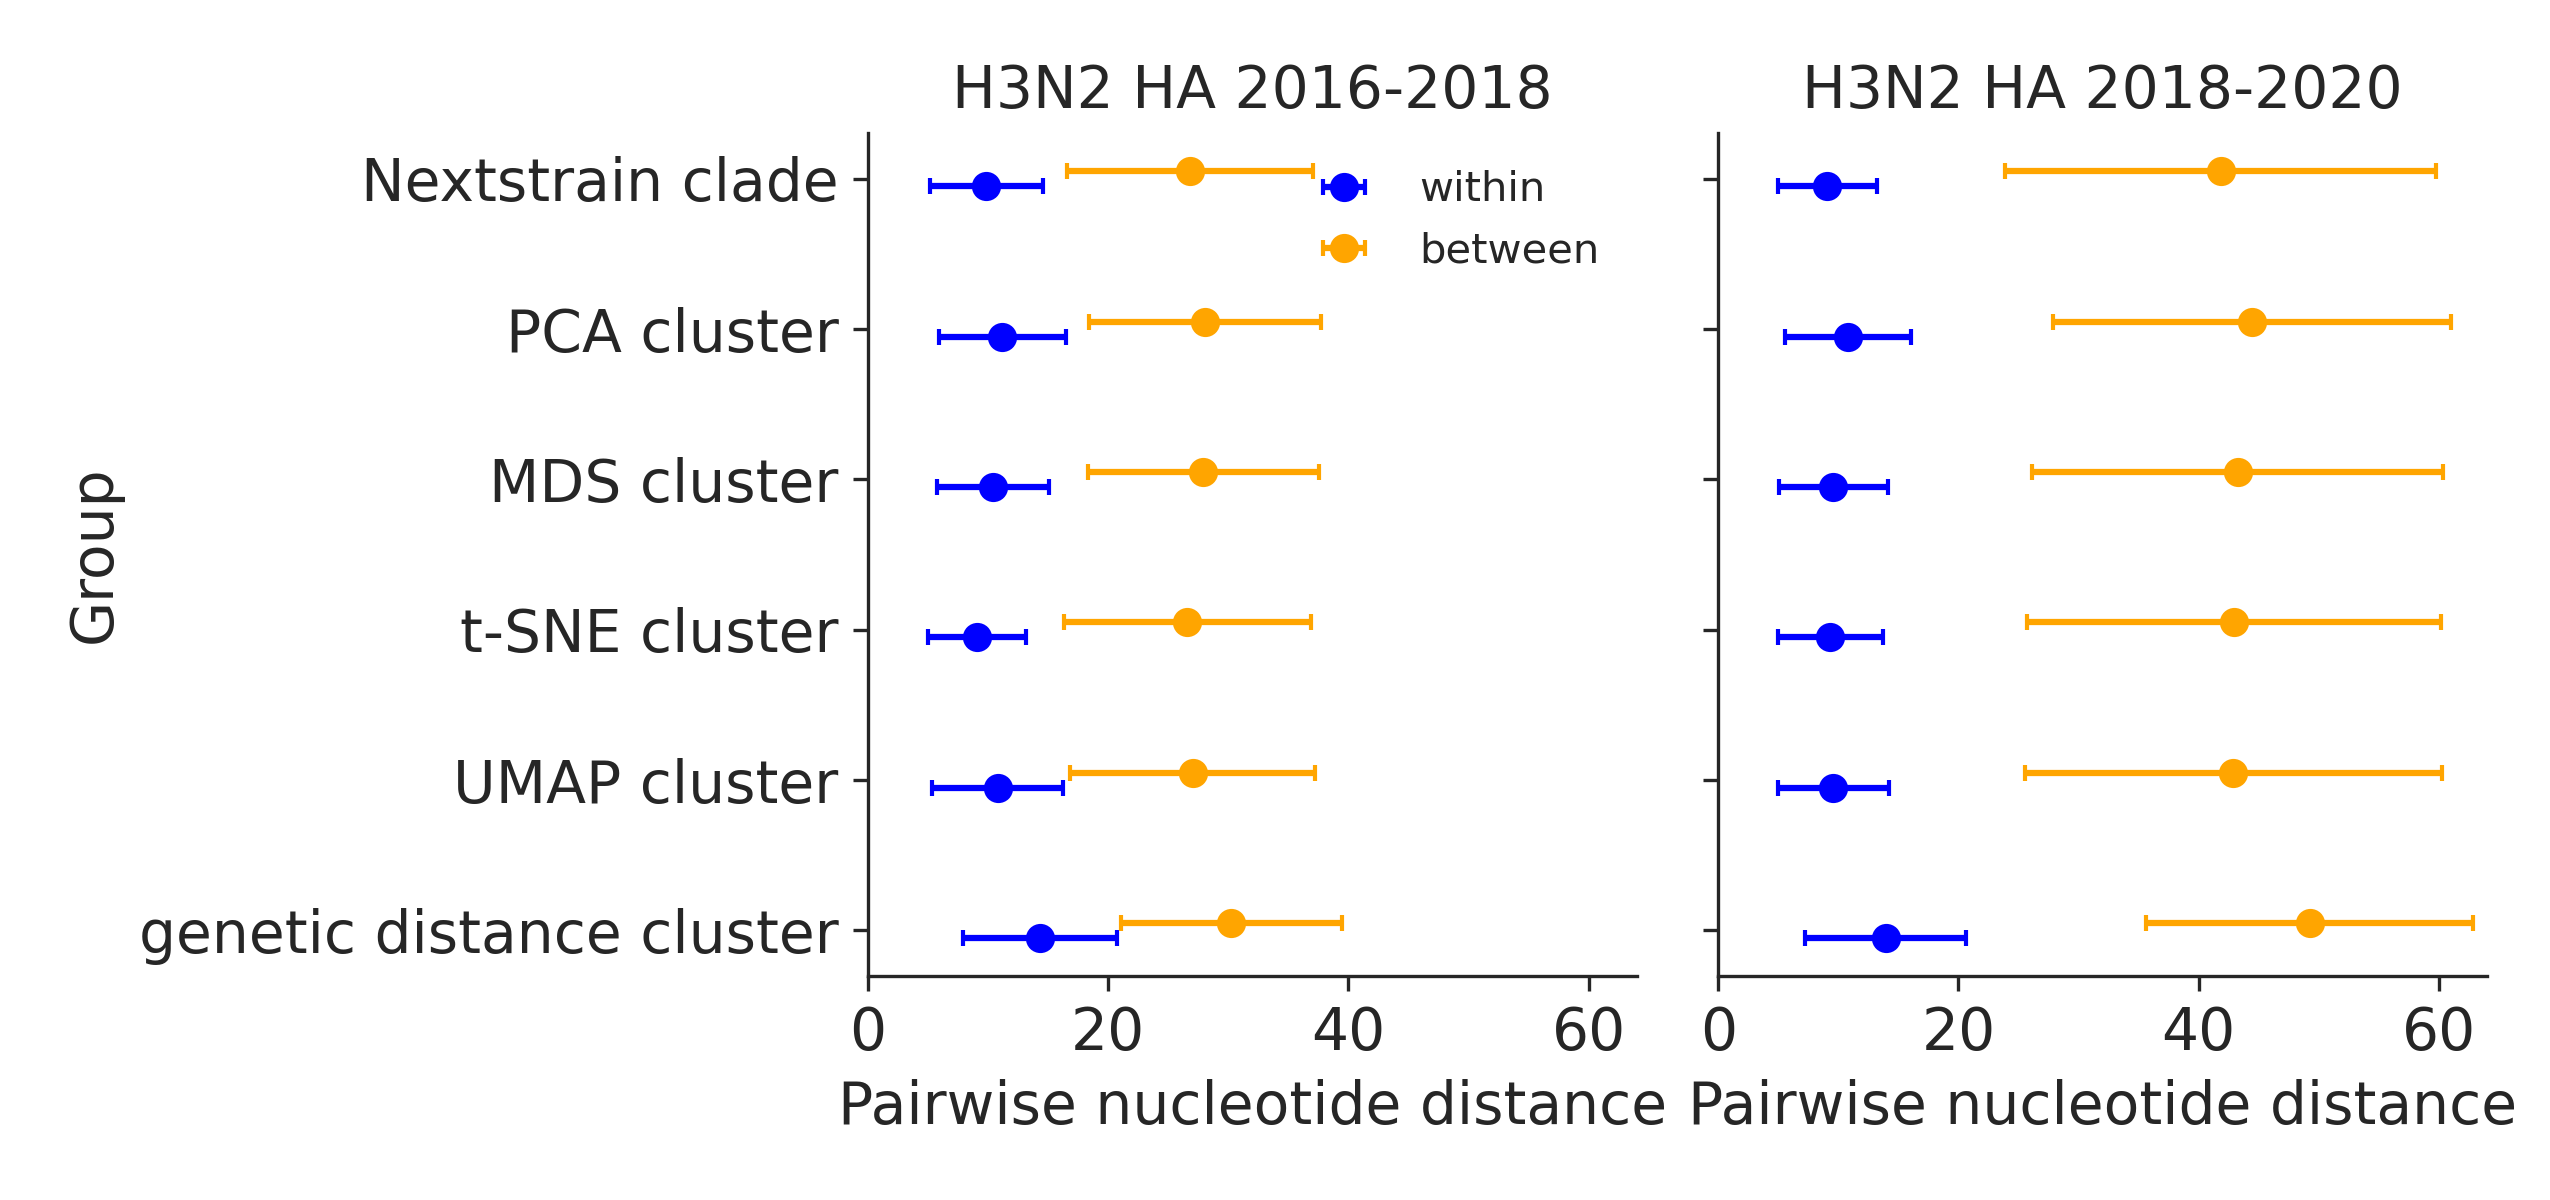 H3N2 HA 2016-2018
H3N2 HA 2018-2020
Group
Nextstrain clade
PCA cluster
MDS cluster
t-SNE cluster
UMAP cluster
genetic distance cluster
within
between
0 20 40 60
0 20 40 60
Pairwise nucleotide distance
Pairwise nucleotide distance